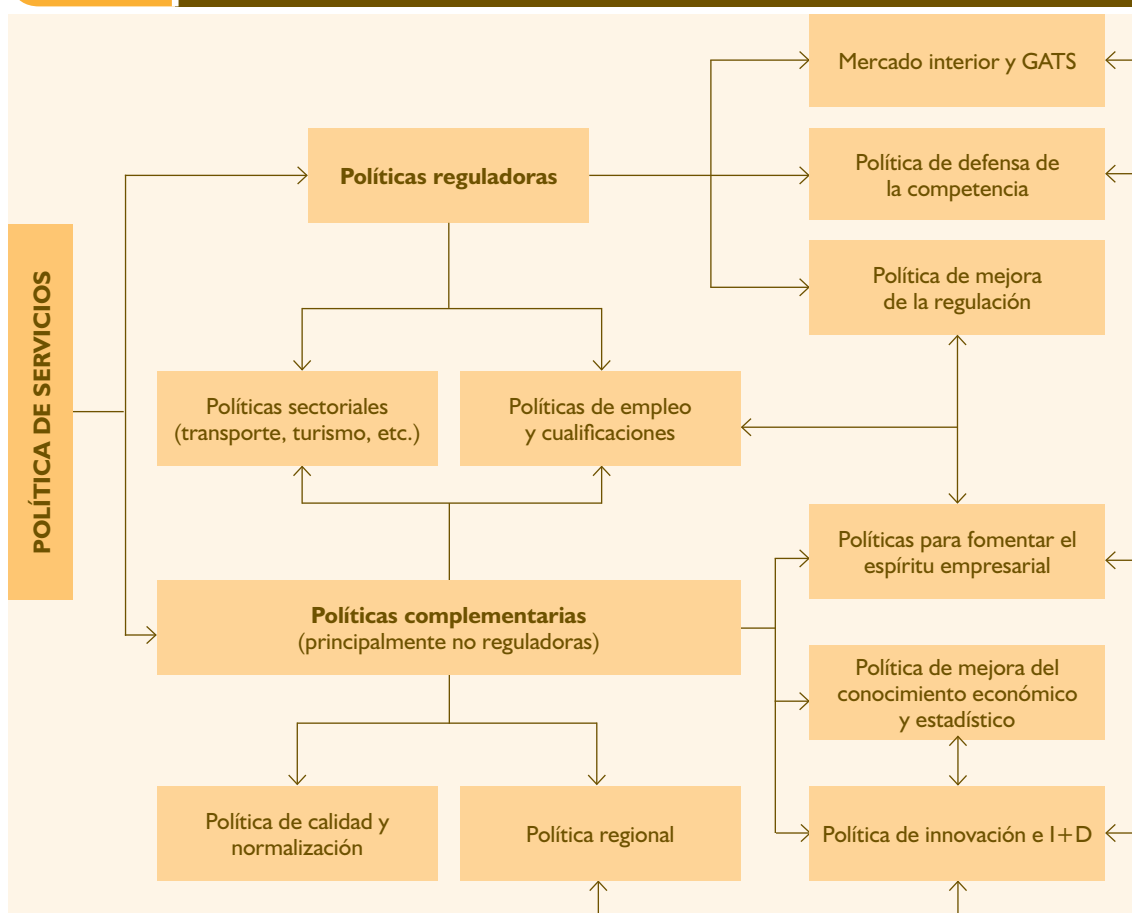 Mercado interior y GATS
Políticas reguladoras
Política de defensa de
la competencia
POLÍTICA DE SERVICIOS
Política de mejora
de la regulación
Políticas sectoriales
(transporte, turismo, etc.)
Políticas de empleo
y cualificaciones
Políticas para fomentar el
espíritu empresarial
Políticas complementarias
(principalmente no reguladoras)
Política de mejora del
conocimiento económico
y estadístico
Política de calidad y
normalización
Política regional
Política de innovación e I+D